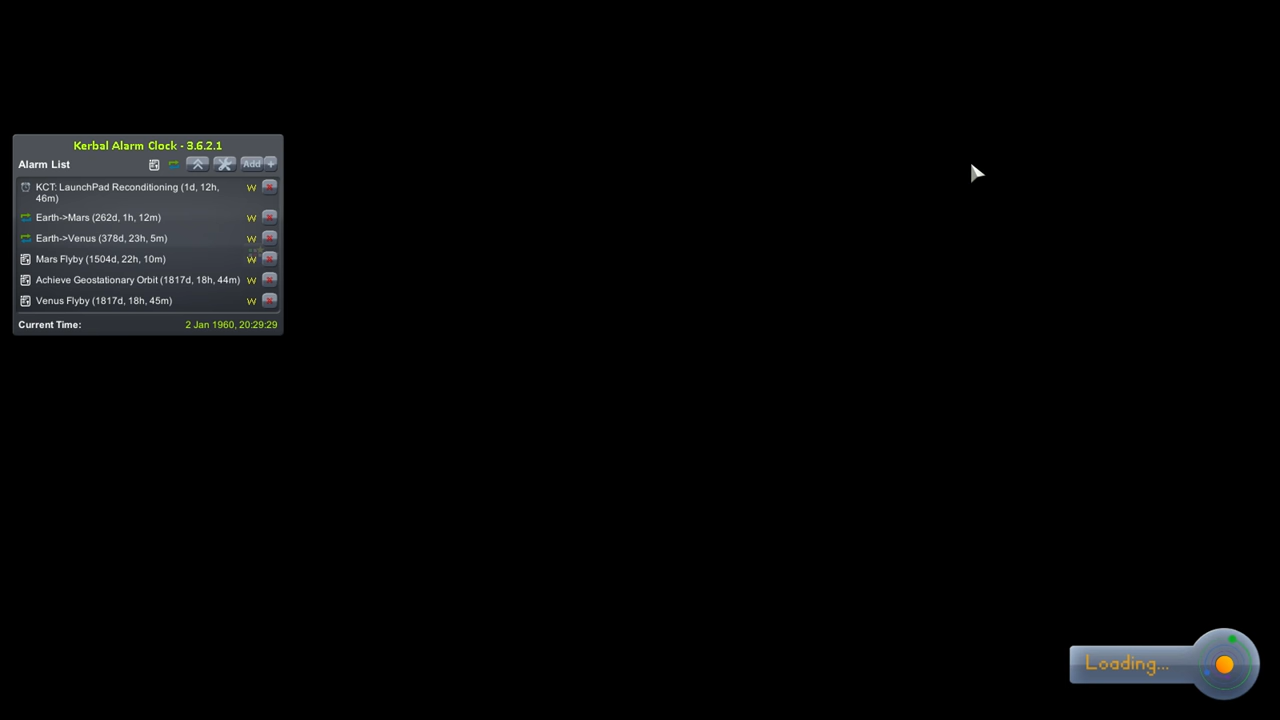 Kerbal Alarm Clock - 3.6.2.1
Alarm List
Add +
KCT: LaunchPad Reconditioning (1d, 12h,
46m)
W
Earth->Mars (262d, 1h, 12m) W
Earth->Venus (378d, 23h, 5m) W
Mars Flyby (1504d, 22h, 10m) W
Achieve Geostationary Orbit (1817d, 18h, 44m) W
Venus Flyby (1817d, 18h, 45m) W
Current Time: 2 Jan 1960, 20:29:29
Loading...